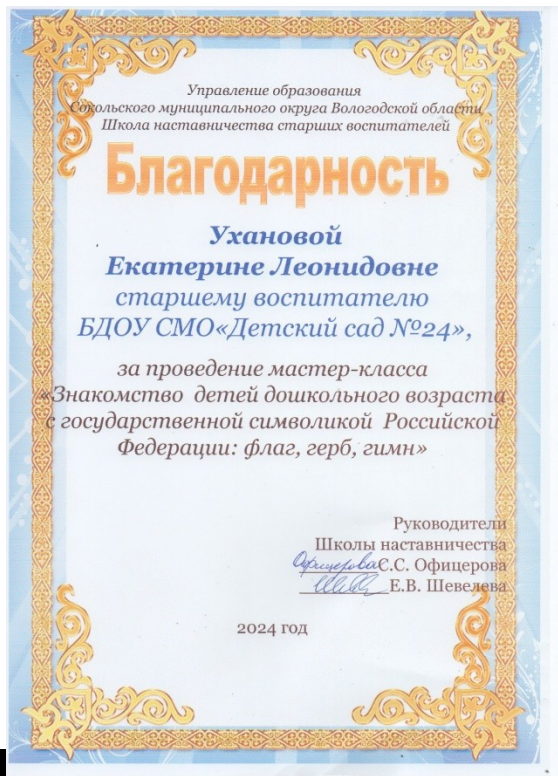 Управление образования
Сокольского муниципального округа Вологодской области
Школа наставничества старших воспитателей
Благодарность
Ухановой
Екатерине Леонидовне
старшему воспитателю
БДОУ СМО«Детский сад №24»,
за проведение мастер-класса
«Знакомство детей дошкольного возраста
с государственной символикой Российской
Федерации: флаг, герб, гимн»
Руководители
Школы наставничества
Офицерова С.С. Офицерова
Е.В. Шевелева
2024 год